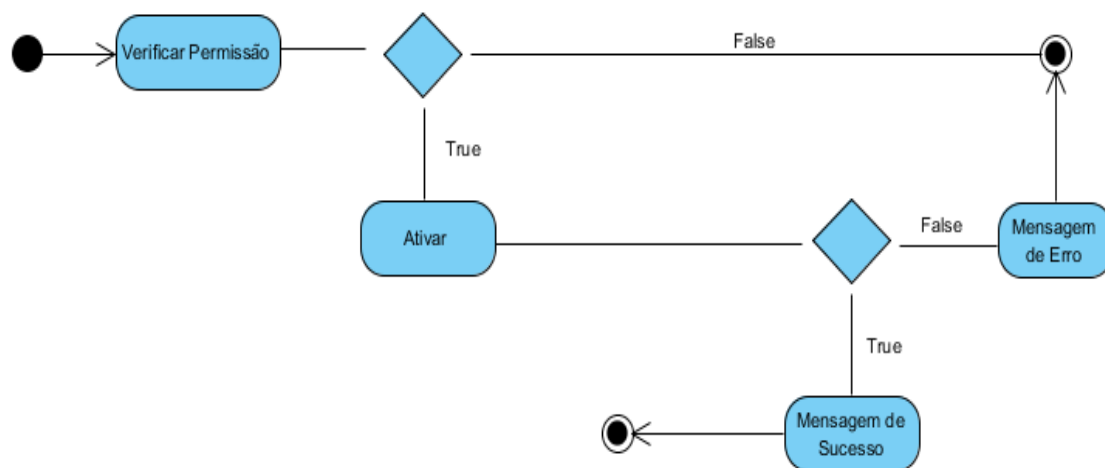 False
Verificar Permissão
True
Ativar
False
Mensagem
de Erro
True
Mensagem de
Sucesso